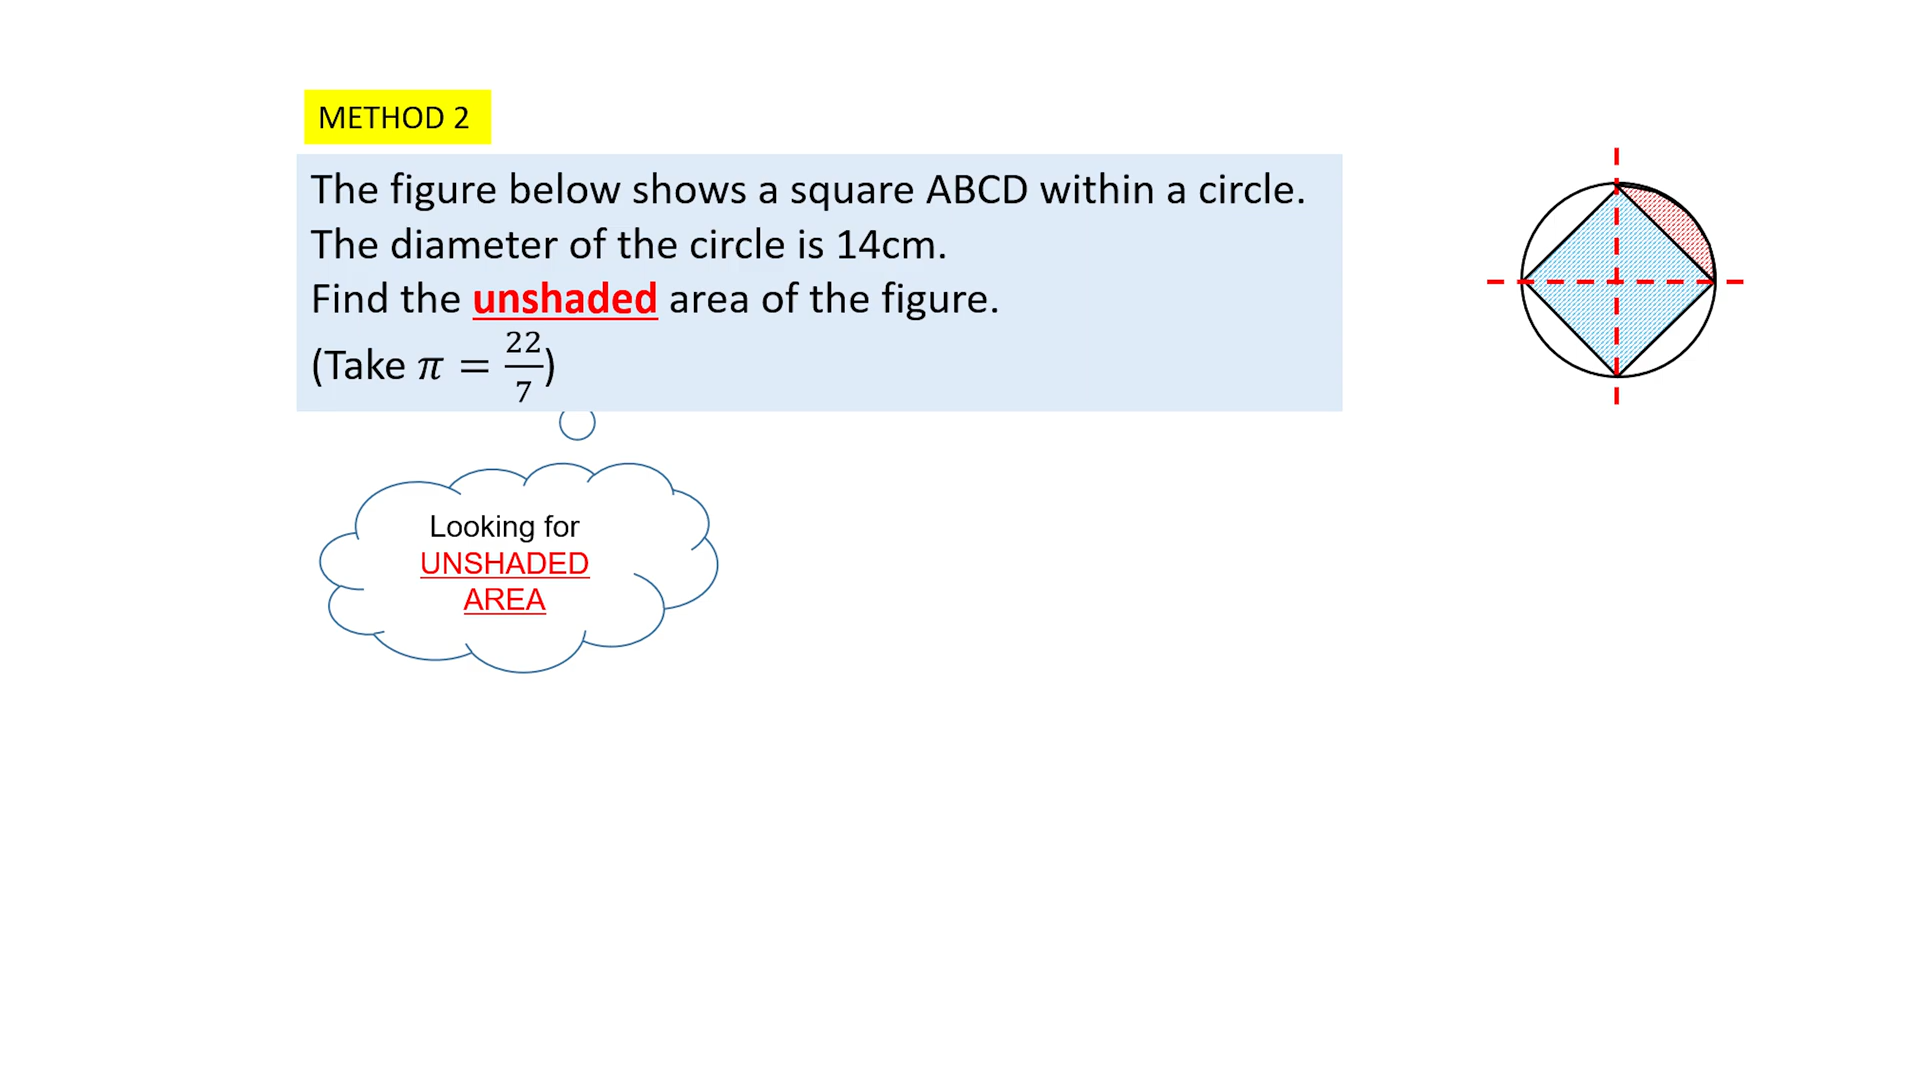 METHOD 2
The figure below shows a square ABCD within a circle.
The diameter of the circle is 14cm.
Find the unshaded area of the figure.
(Take π = 22/7)
Looking for
UNSHADED
AREA